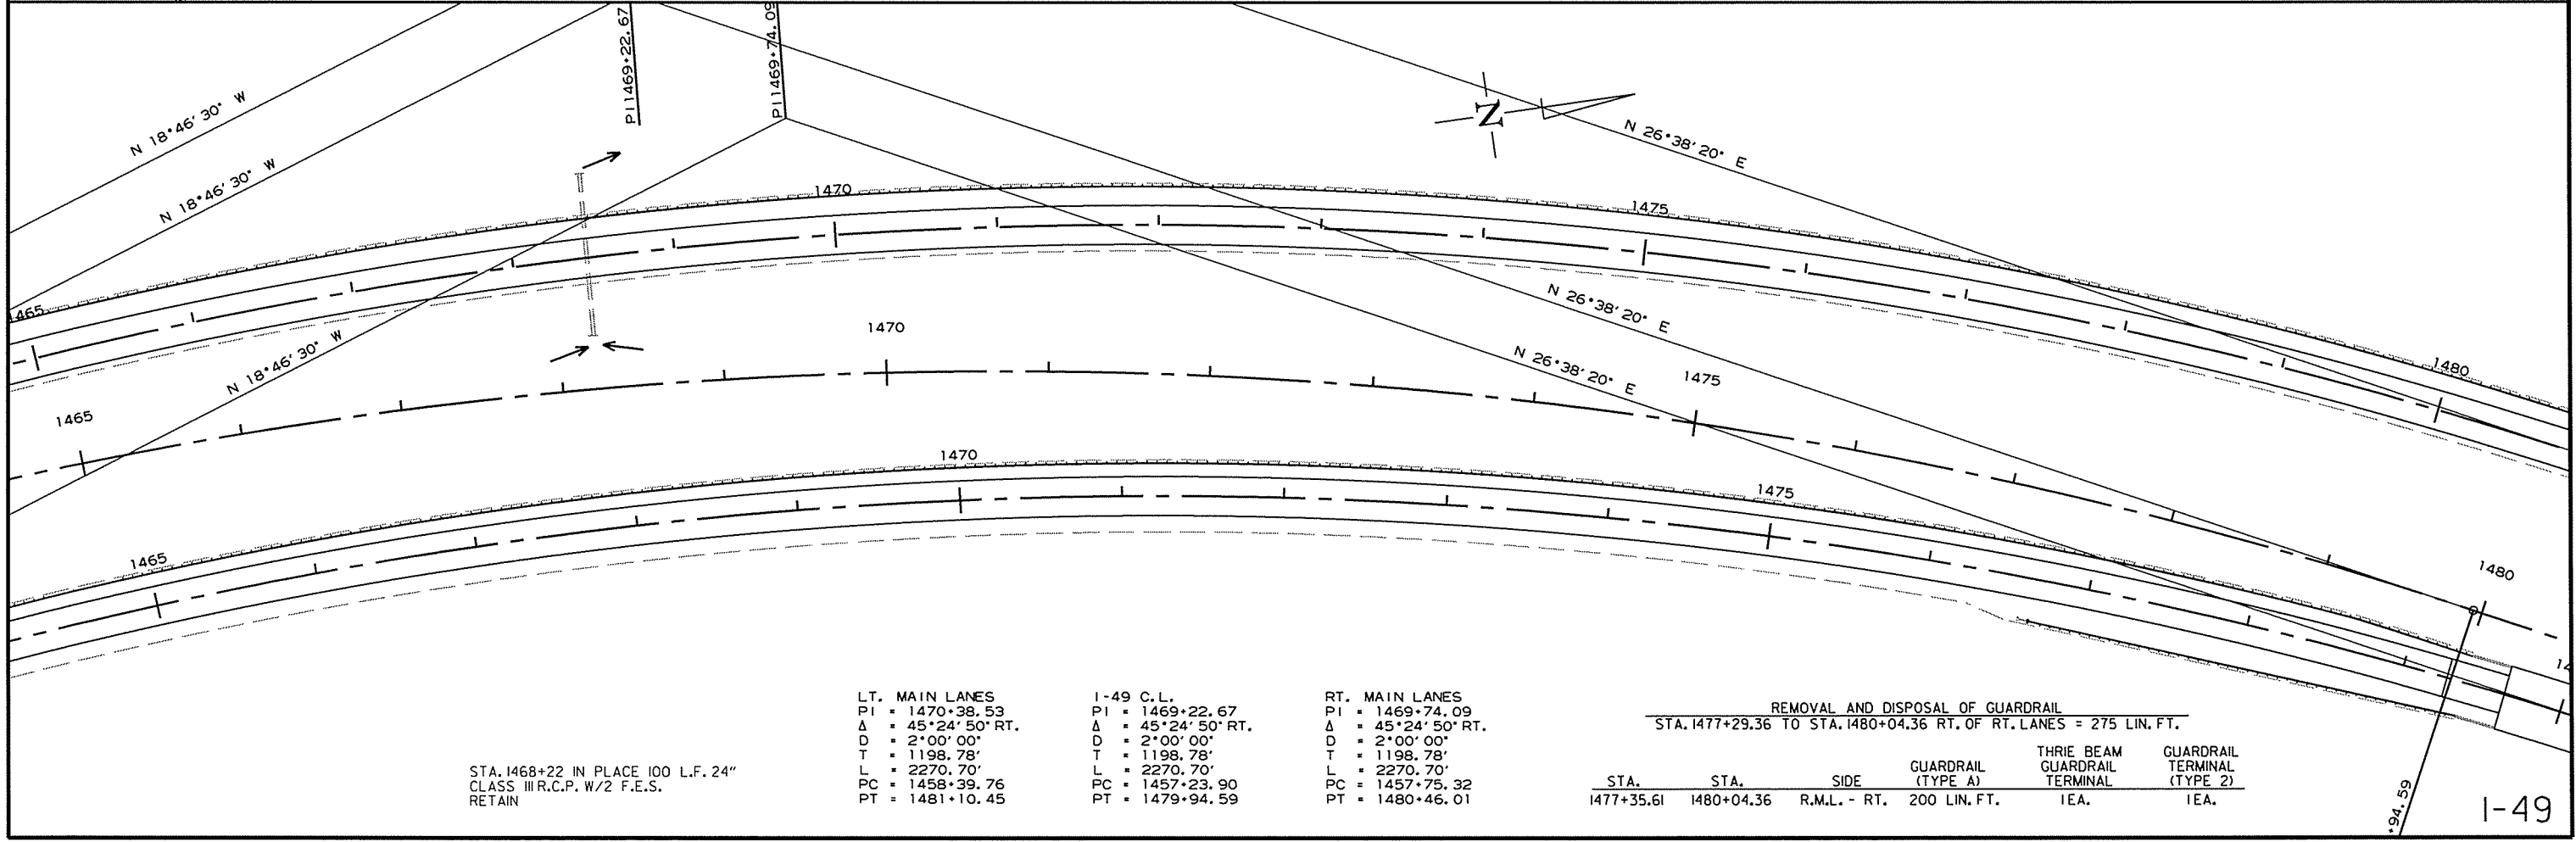 PI 1469+22.67
PI 1469+74.09
N 18°46'30" W
N 18°46'30" W
N 18°46'30" W
N
N 26°38'20" E
N 26°38'20" E
N 26°38'20" E
1465
1470
1475
1480
1465
1470
1475
1480
1465
1470
1475
14
+94.59
STA. 1468+22 IN PLACE 100 L.F. 24"
CLASS III R.C.P. W/2 F.E.S.
RETAIN
LT. MAIN LANES
PI = 1470+38.53
Δ = 45°24'50" RT.
D = 2°00'00"
T = 1198.78'
L = 2270.70'
PC = 1458+39.76
PT = 1481+10.45
I-49 C.L.
PI = 1469+22.67
Δ = 45°24'50" RT.
D = 2°00'00"
T = 1198.78'
L = 2270.70'
PC = 1457+23.90
PT = 1479+94.59
RT. MAIN LANES
PI = 1469+74.09
Δ = 45°24'50" RT.
D = 2°00'00"
T = 1198.78'
L = 2270.70'
PC = 1457+75.32
PT = 1480+46.01
REMOVAL AND DISPOSAL OF GUARDRAIL
STA. 1477+29.36 TO STA. 1480+04.36 RT. OF RT. LANES = 275 LIN. FT.
STA. STA. SIDE GUARDRAIL (TYPE A) THRIE BEAM GUARDRAIL TERMINAL GUARDRAIL TERMINAL (TYPE 2)
1477+35.61 1480+04.36 R.M.L. - RT. 200 LIN. FT. 1 EA. 1 EA.
I-49